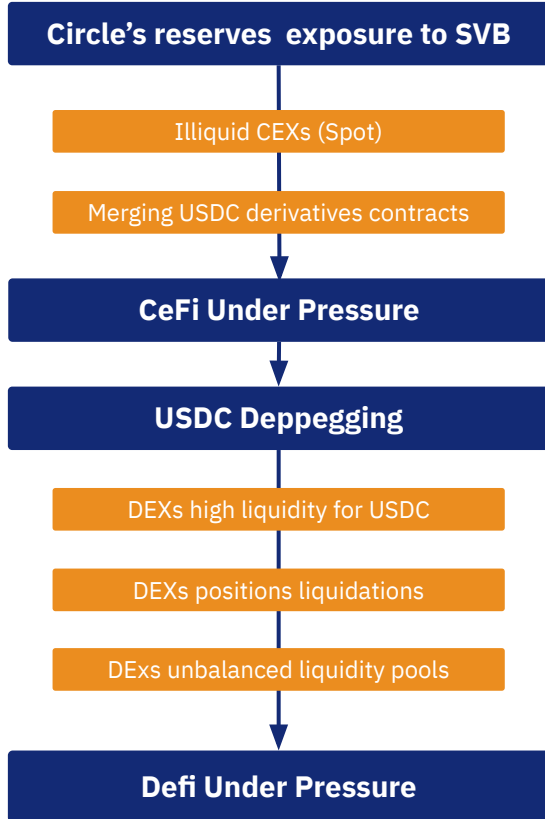 Circle’s reserves exposure to SVB
Illiquid CEXs (Spot)
Merging USDC derivatives contracts
CeFi Under Pressure
USDC Deppegging
DEXs high liquidity for USDC
DEXs positions liquidations
DExs unbalanced liquidity pools
Defi Under Pressure